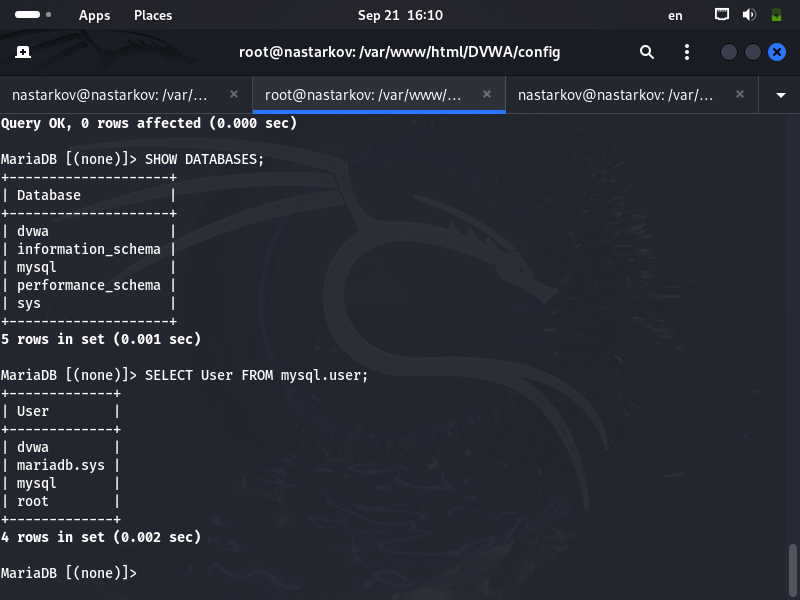 Apps Places Sep 21 16:10 en
root@nastarkov: /var/www/html/DVWA/config
nastarkov@nastarkov: /var/... × root@nastarkov: /var/www/... × nastarkov@nastarkov: /var/... ×
Query OK, 0 rows affected (0.000 sec)
MariaDB [(none)]> SHOW DATABASES;
+--------------------+
| Database           |
+--------------------+
| dvwa               |
| information_schema |
| mysql              |
| performance_schema |
| sys                |
+--------------------+
5 rows in set (0.001 sec)
MariaDB [(none)]> SELECT User FROM mysql.user;
+-------------+
| User        |
+-------------+
| dvwa        |
| mariadb.sys |
| mysql       |
| root        |
+-------------+
4 rows in set (0.002 sec)
MariaDB [(none)]>